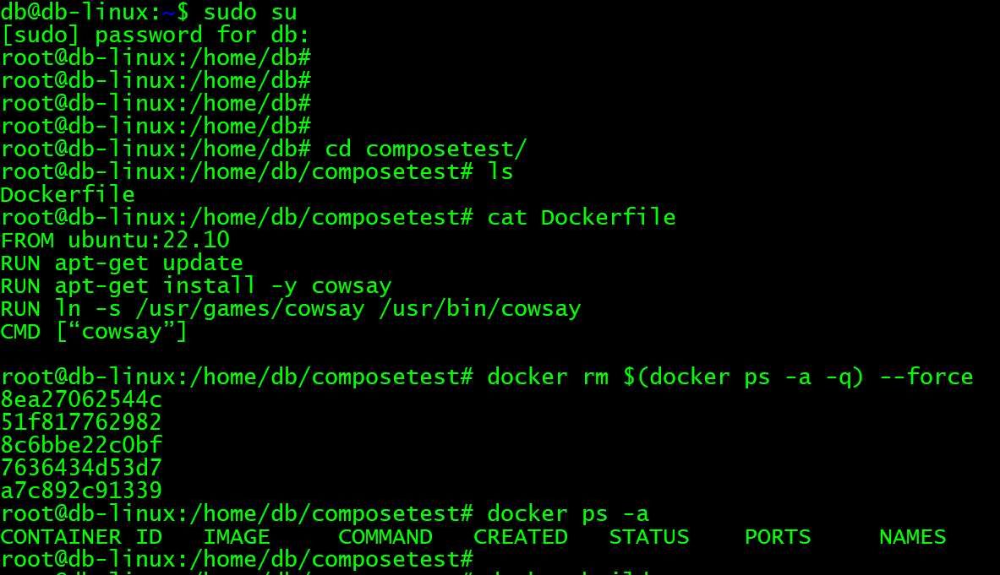 db@db-linux:~$ sudo su
[sudo] password for db:
root@db-linux:/home/db#
root@db-linux:/home/db#
root@db-linux:/home/db#
root@db-linux:/home/db#
root@db-linux:/home/db# cd composetest/
root@db-linux:/home/db/composetest# ls
Dockerfile
root@db-linux:/home/db/composetest# cat Dockerfile
FROM ubuntu:22.10
RUN apt-get update
RUN apt-get install -y cowsay
RUN ln -s /usr/games/cowsay /usr/bin/cowsay
CMD [“cowsay”]
root@db-linux:/home/db/composetest# docker rm $(docker ps -a -q) --force
8ea27062544c
51f817762982
8c6bbe22c0bf
7636434d53d7
a7c892c91339
root@db-linux:/home/db/composetest# docker ps -a
CONTAINER ID   IMAGE     COMMAND   CREATED   STATUS    PORTS     NAMES
root@db-linux:/home/db/composetest#